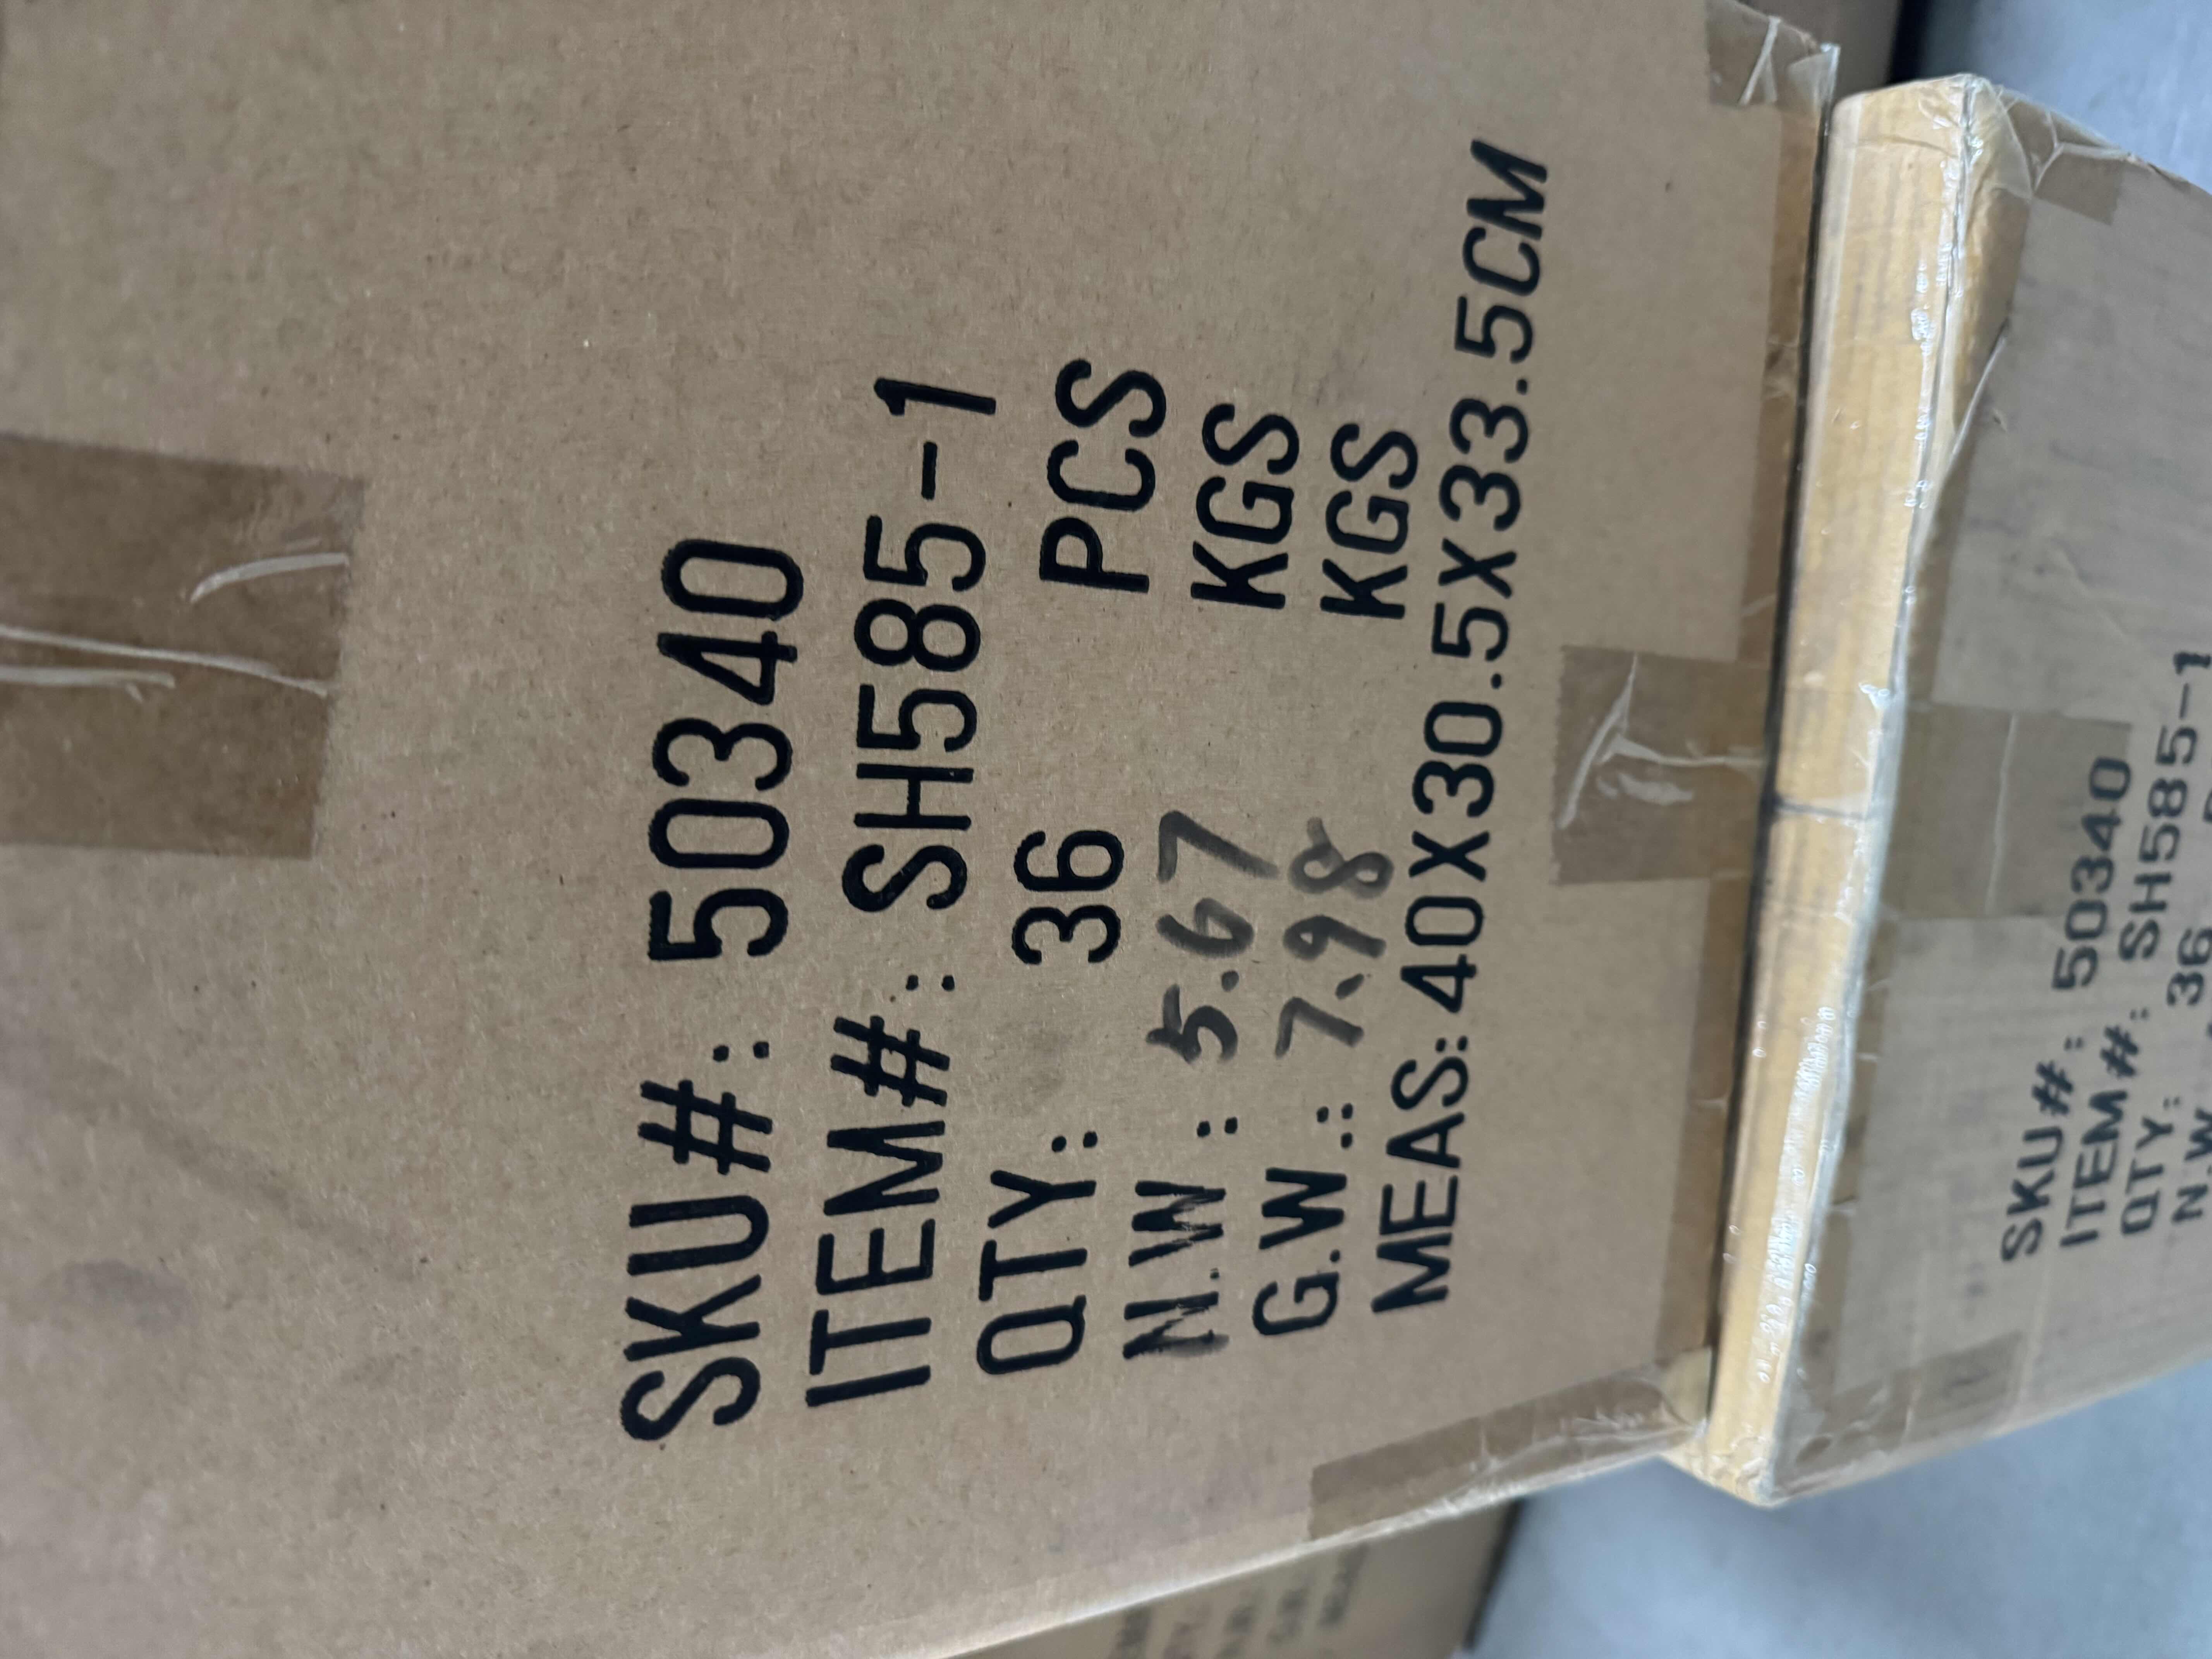 SKU#: 50340
ITEM#: SH585-1
QTY: 36 PCS
N.W : 5.67 KGS
G.W.: 7.98 KGS
MEAS: 40X30.5X33.5CM
SKU#: 50340
ITEM#: SH585-1
QTY: 36
N.W